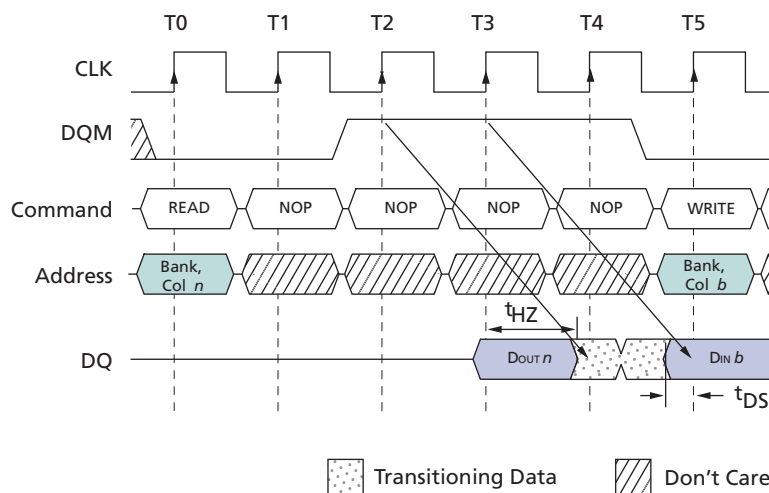 T0 T1 T2 T3 T4 T5
CLK
DQM
Command READ NOP NOP NOP NOP WRITE
Address Bank, Col n Bank, Col b
tHZ
DQ DOUT n DIN b
tDS
Transitioning Data Don't Care